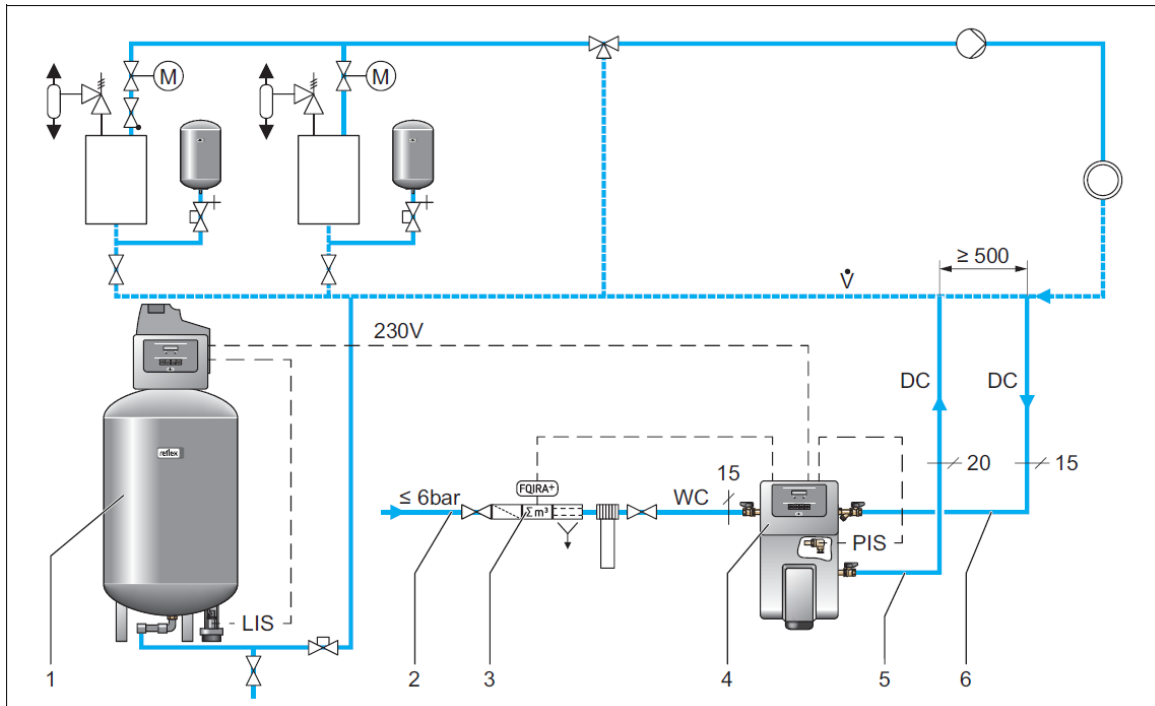 M
M
≥ 500
V̇
230V
DC
DC
reflex
20
15
FQIRA+
15
≤ 6bar
Σ m³
WC
PIS
LIS
1
2
3
4
5
6